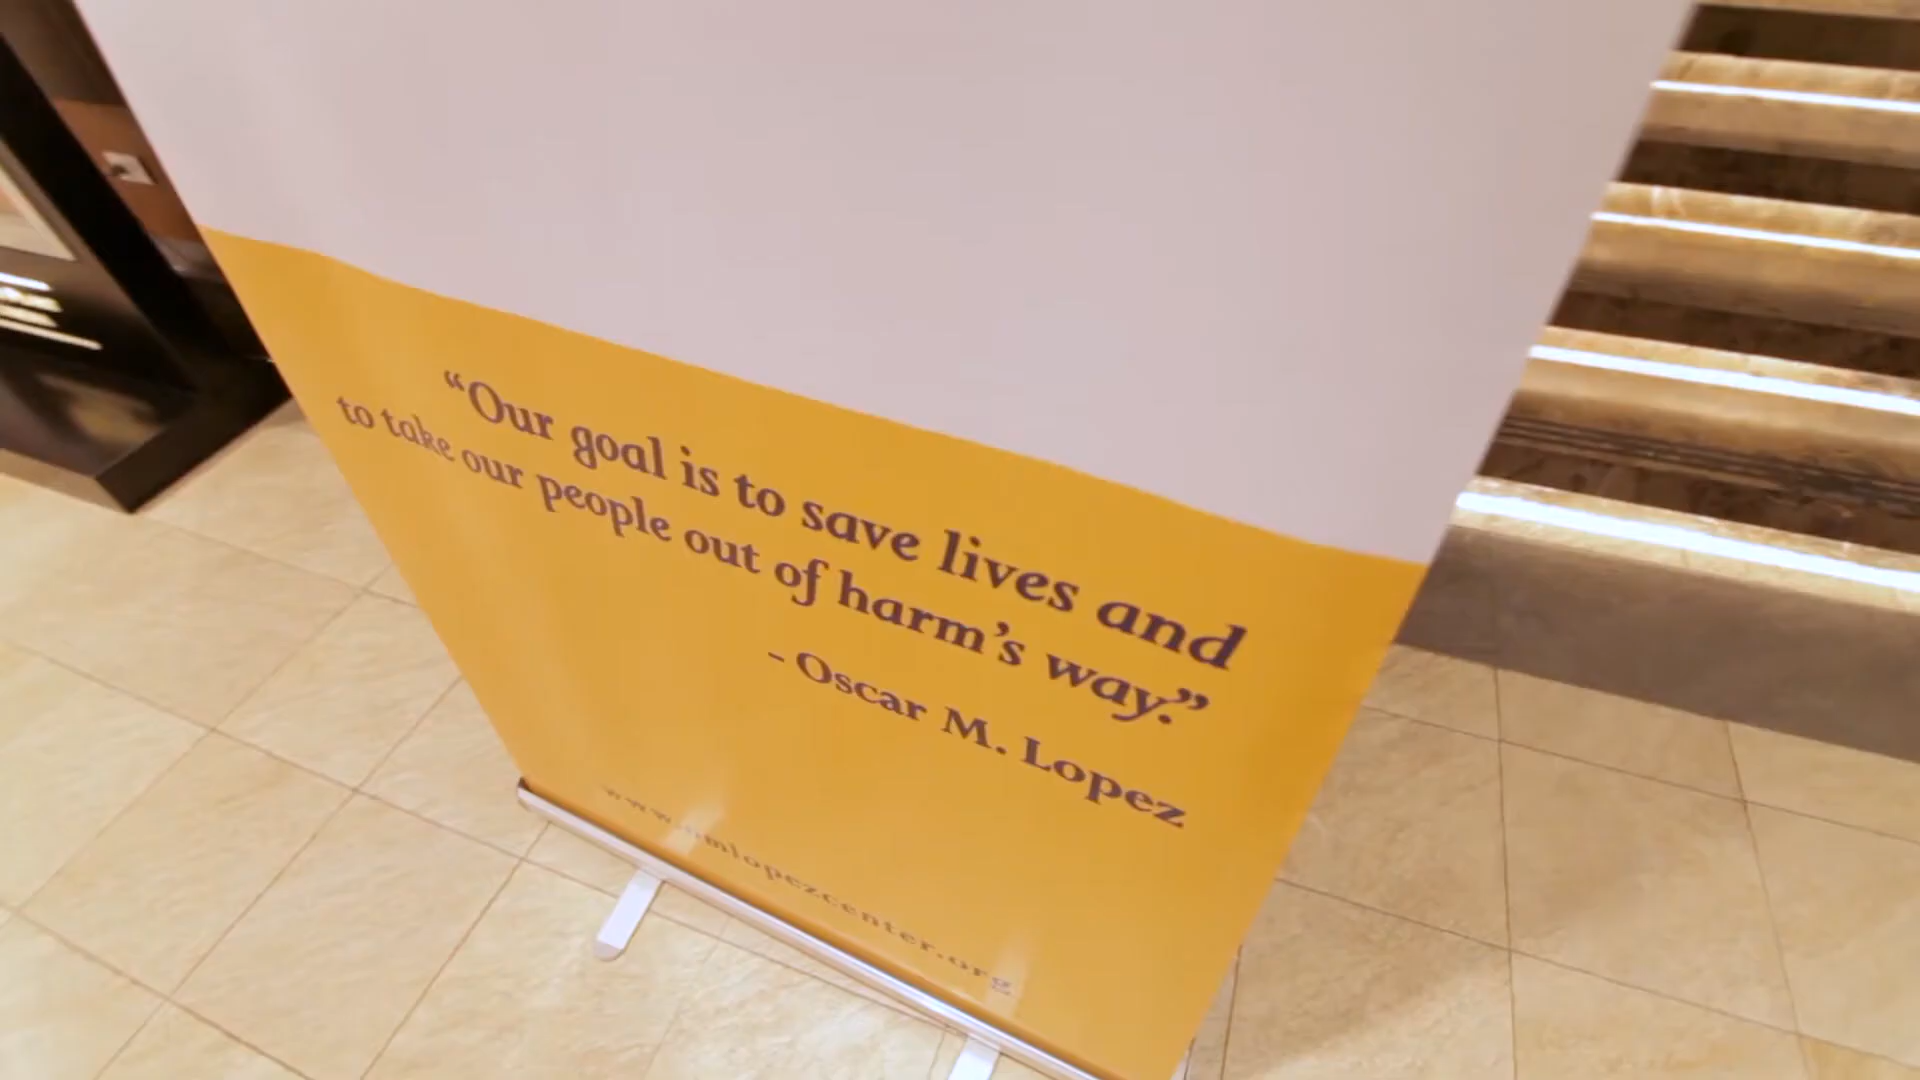 “Our goal is to save lives and
to take our people out of harm’s way.”
- Oscar M. Lopez
www.omlopezcenter.org